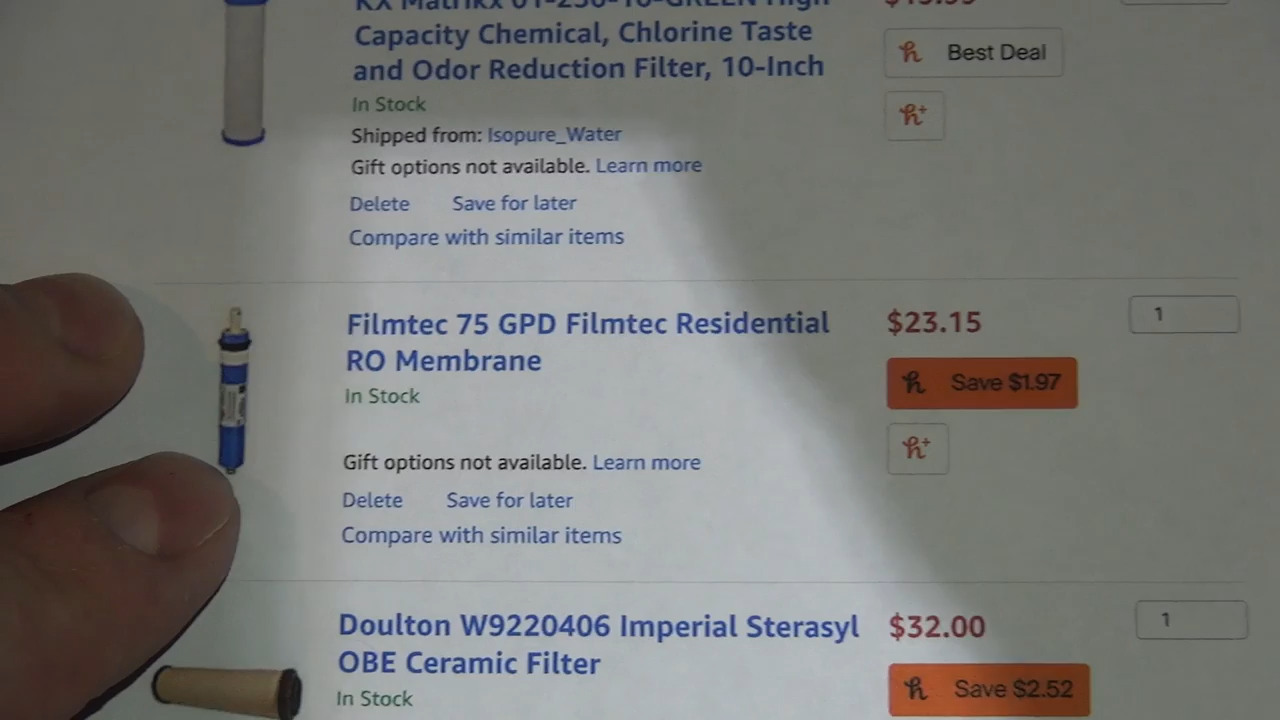 Capacity Chemical, Chlorine Taste
and Odor Reduction Filter, 10-Inch
Best Deal
In Stock
Shipped from: Isopure_Water
Gift options not available. Learn more
Delete Save for later
Compare with similar items
Filmtec 75 GPD Filmtec Residential $23.15 1
RO Membrane
Save $1.97
In Stock
Gift options not available. Learn more
Delete Save for later
Compare with similar items
Doulton W9220406 Imperial Sterasyl $32.00 1
OBE Ceramic Filter
Save $2.52
In Stock